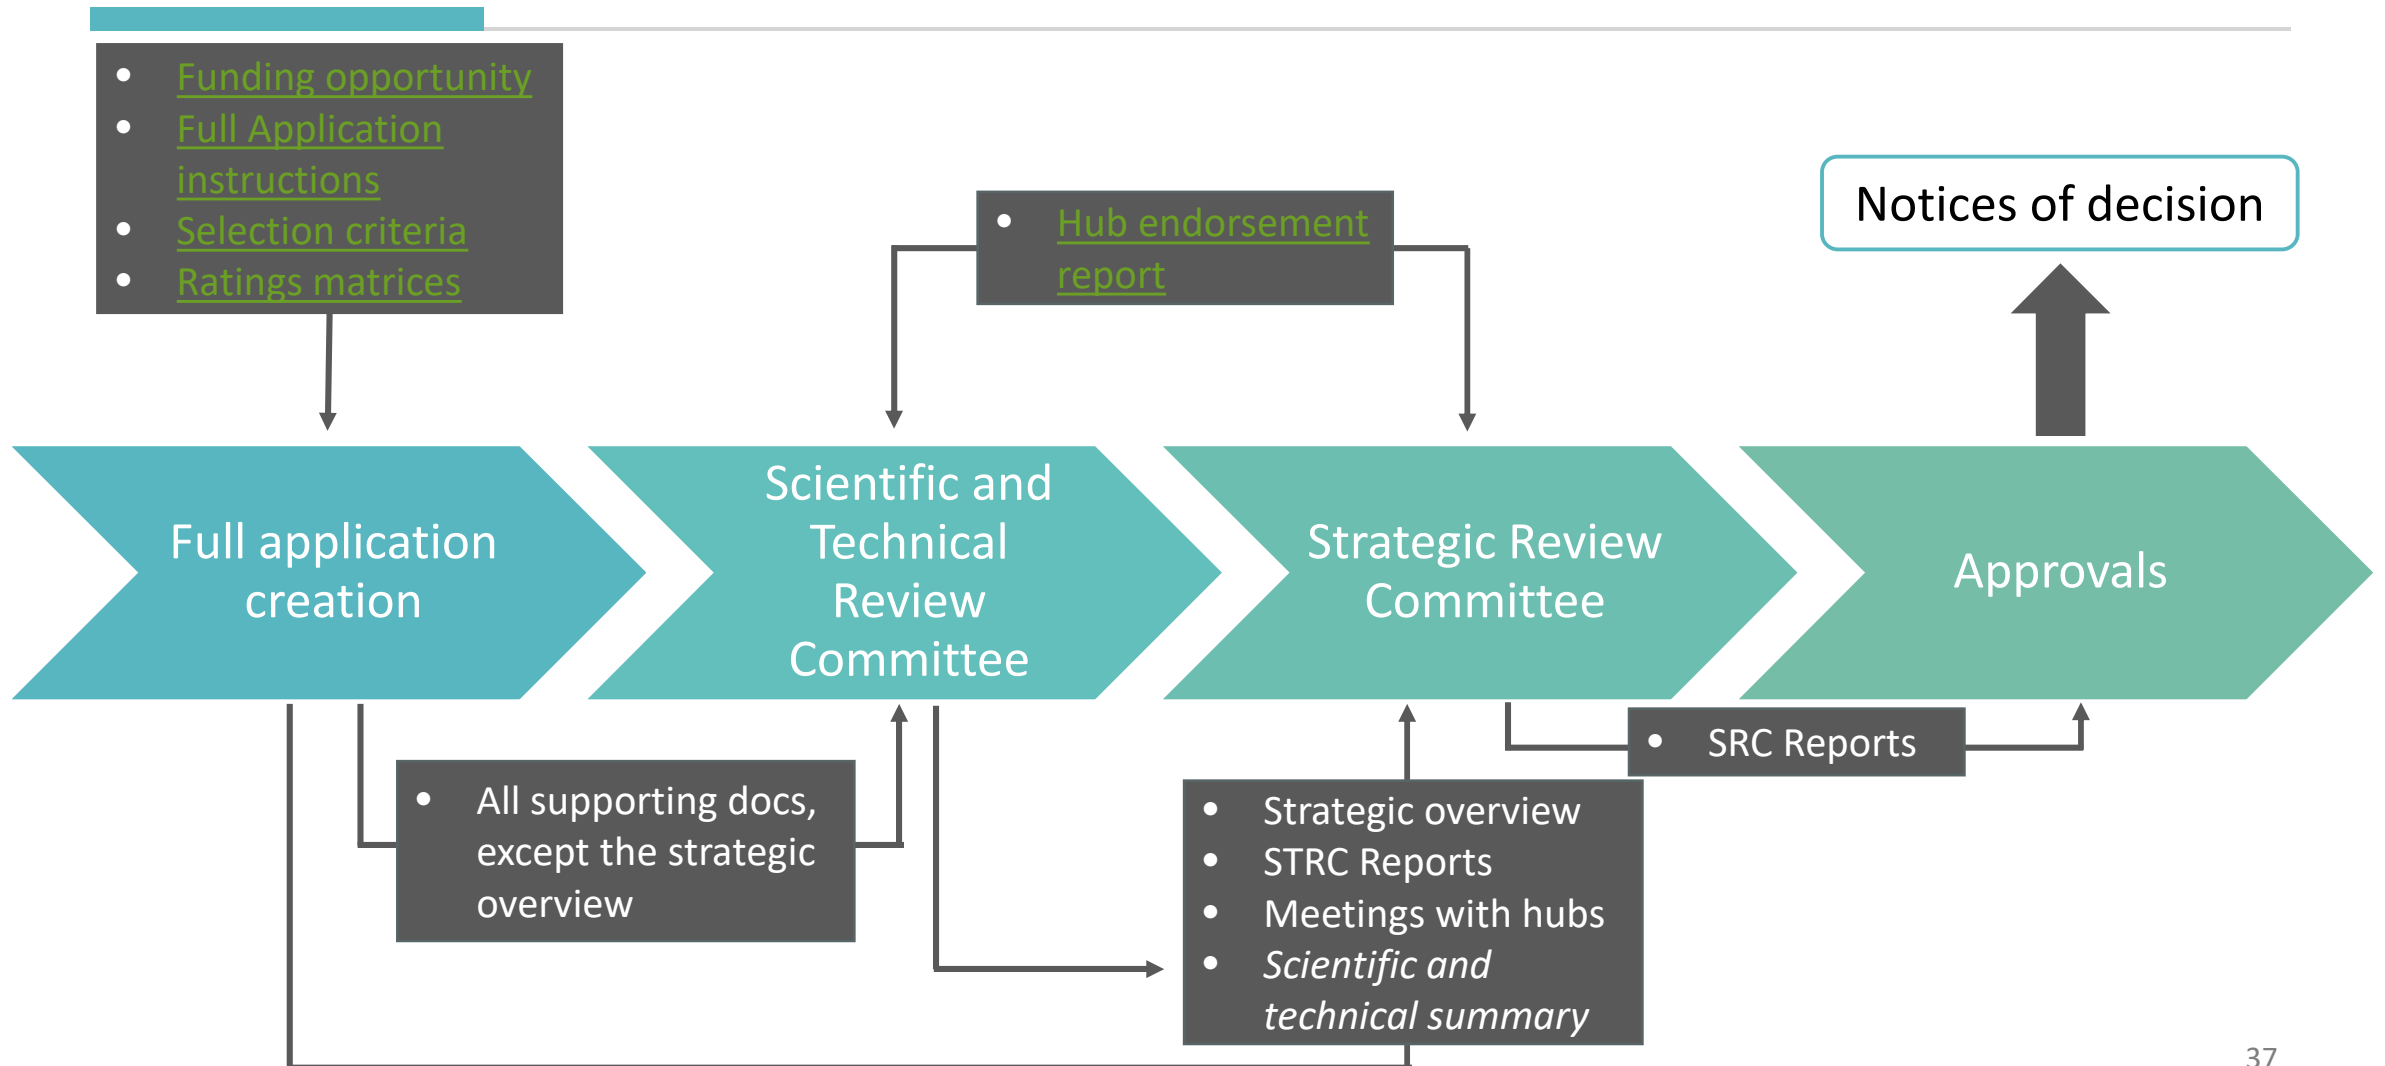 • Funding opportunity
• Full Application
instructions
• Selection criteria
• Ratings matrices
• Hub endorsement
report
Notices of decision
Full application
creation
Scientific and
Technical
Review
Committee
Strategic Review
Committee
Approvals
• All supporting docs,
except the strategic
overview
• Strategic overview
• STRC Reports
• Meetings with hubs
• Scientific and
technical summary
• SRC Reports
37